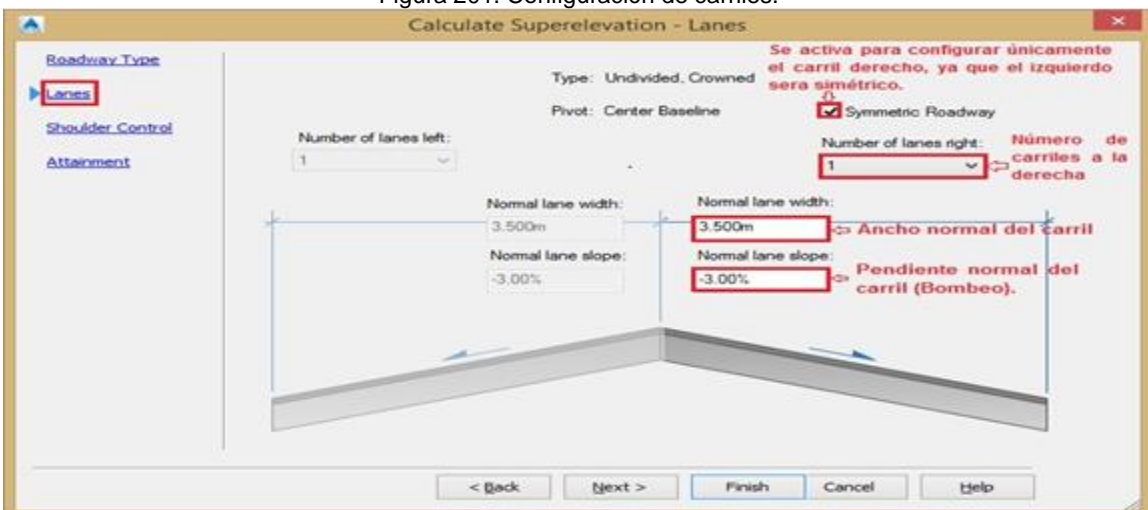 Figura 201. Configuración de carriles.
Calculate Superelevation - Lanes
Roadway Type
Lanes
Shoulder Control
Attainment
Se activa para configurar únicamente
el carril derecho, ya que el izquierdo
sera simétrico.
Type: Undivided, Crowned
Pivot: Center Baseline
Symmetric Roadway
Number of lanes left:
1
Number of lanes right:
1
Número de
carriles a la
derecha
Normal lane width:
3.500m
Normal lane width:
3.500m
Ancho normal del carril
Normal lane slope:
-3.00%
Normal lane slope:
-3.00%
Pendiente normal del
carril (Bombeo).
< Back
Next >
Finish
Cancel
Help